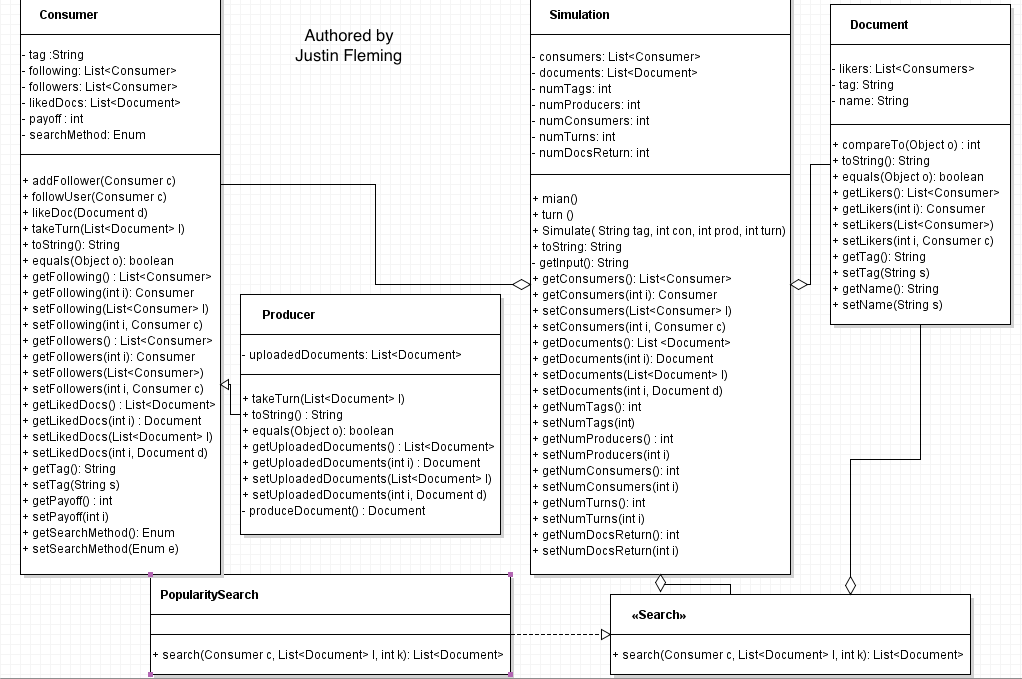 Consumer
- tag :String
- following: List<Consumer>
- followers: List<Consumer>
- likedDocs: List<Document>
- payoff : int
- searchMethod: Enum
+ addFollower(Consumer c)
+ followUser(Consumer c)
+ likeDoc(Document d)
+ takeTurn(List<Document> l)
+ toString(): String
+ equals(Object o): boolean
+ getFollowing() : List<Consumer>
+ getFollowing(int i): Consumer
+ setFollowing(List<Consumer> l)
+ setFollowing(int i, Consumer c)
+ getFollowers() : List<Consumer>
+ getFollowers(int i): Consumer
+ setFollowers(List<Consumer>)
+ setFollowers(int i, Consumer c)
+ getLikedDocs() : List<Document>
+ getLikedDocs(int i) : Document
+ setLikedDocs(List<Document> l)
+ setLikedDocs(int i, Document d)
+ getTag(): String
+ setTag(String s)
+ getPayoff() : int
+ setPayoff(int i)
+ getSearchMethod(): Enum
+ setSearchMethod(Enum e)
Authored by
Justin Fleming
Producer
- uploadedDocuments: List<Document>
+ takeTurn(List<Document> l)
+ toString() : String
+ equals(Object o): boolean
+ getUploadedDocuments() : List<Document>
+ getUploadedDocuments(int i) : Document
+ setUploadedDocuments(List<Document> l)
+ setUploadedDocuments(int i, Document d)
- produceDocument() : Document
Simulation
- consumers: List<Consumer>
- documents: List<Document>
- numTags: int
- numProducers: int
- numConsumers: int
- numTurns: int
- numDocsReturn: int
+ mian()
+ turn ()
+ Simulate( String tag, int con, int prod, int turn)
+ toString: String
- getInput(): String
+ getConsumers(): List<Consumer>
+ getConsumers(int i): Consumer
+ setConsumers(List<Consumer> l)
+ setConsumers(int i, Consumer c)
+ getDocuments(): List <Document>
+ getDocuments(int i): Document
+ setDocuments(List<Document> l)
+ setDocuments(int i, Document d)
+ getNumTags(): int
+ setNumTags(int)
+ getNumProducers() : int
+ setNumProducers(int i)
+ getNumConsumers(): int
+ setNumConsumers(int i)
+ getNumTurns(): int
+ setNumTurns(int i)
+ getNumDocsReturn(): int
+ setNumDocsReturn(int i)
Document
- likers: List<Consumers>
- tag: String
- name: String
+ compareTo(Object o) : int
+ toString(): String
+ equals(Object o): boolean
+ getLikers(): List<Consumer>
+ getLikers(int i): Consumer
+ setLikers(List<Consumer>)
+ setLikers(int i, Consumer c)
+ getTag(): String
+ setTag(String s)
+ getName(): String
+ setName(String s)
PopularitySearch
+ search(Consumer c, List<Document> l, int k): List<Document>
«Search»
+ search(Consumer c, List<Document> l, int k): List<Document>